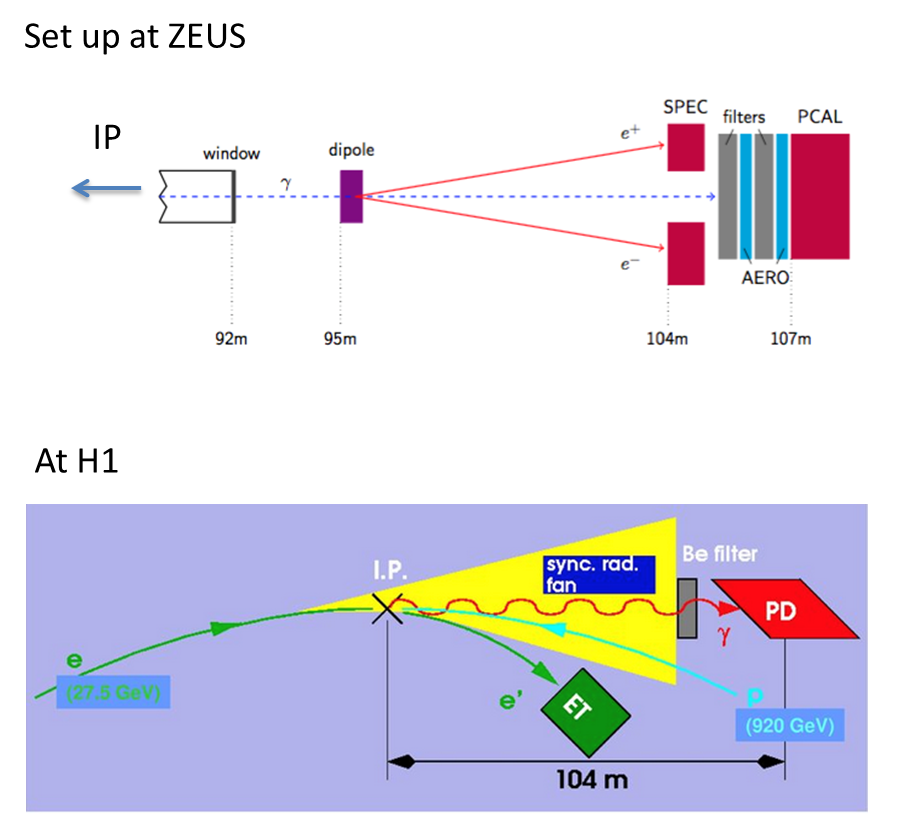 Set up at ZEUS
IP
window
γ
dipole
e+
e−
SPEC
filters
PCAL
AERO
92m
95m
104m
107m
At H1
I.P.
sync. rad.
fan
Be filter
PD
γ
e
(27.5 GeV)
e'
ET
p
(920 GeV)
104 m